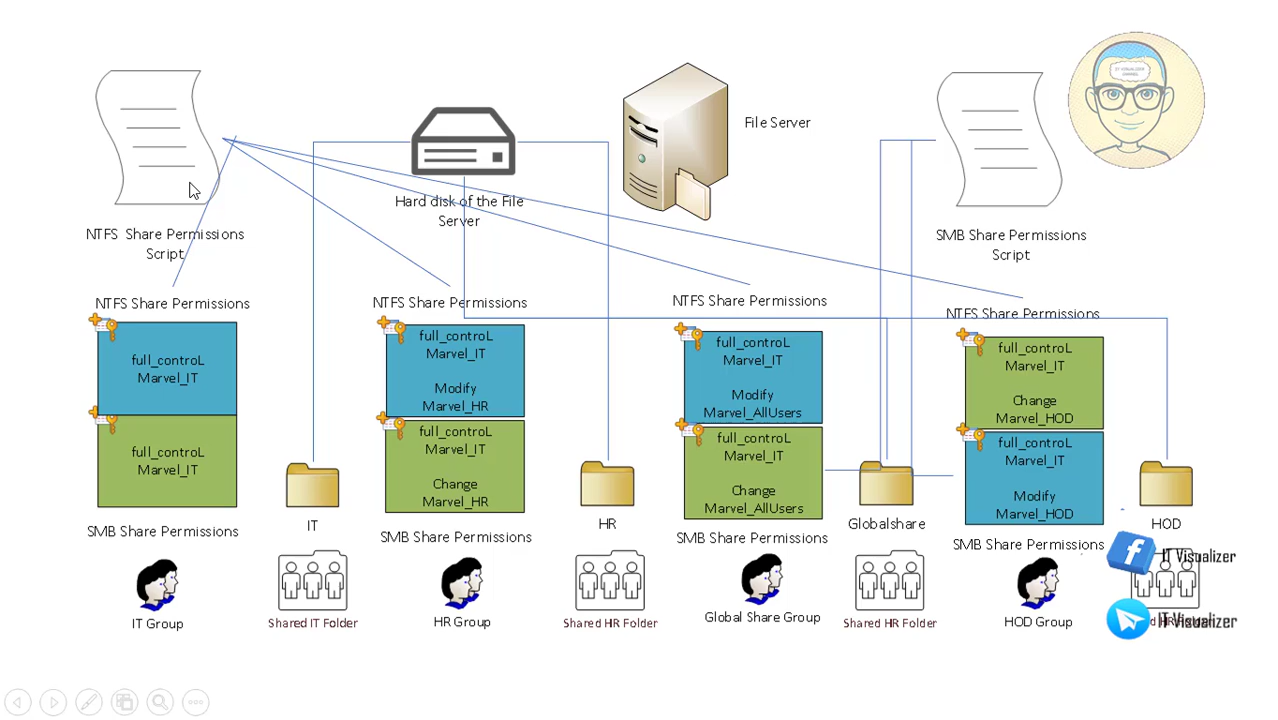 IT VISUALIZER
CHANNEL
File Server
Hard disk of the File
Server
NTFS  Share Permissions
Script
SMB Share Permissions
Script
NTFS Share Permissions
full_controL
Marvel_IT
full_controL
Marvel_IT
SMB Share Permissions
IT Group
IT
Shared IT Folder
NTFS Share Permissions
full_controL
Marvel_IT
Modify
Marvel_HR
full_controL
Marvel_IT
Change
Marvel_HR
SMB Share Permissions
HR Group
HR
Shared HR Folder
NTFS Share Permissions
full_controL
Marvel_IT
Modify
Marvel_AllUsers
full_controL
Marvel_IT
Change
Marvel_AllUsers
SMB Share Permissions
Global Share Group
Globalshare
Shared HR Folder
NTFS Share Permissions
full_controL
Marvel_IT
Change
Marvel_HOD
full_controL
Marvel_IT
Modify
Marvel_HOD
SMB Share Permissions
HOD Group
HOD
IT Visualizer
IT Visualizer